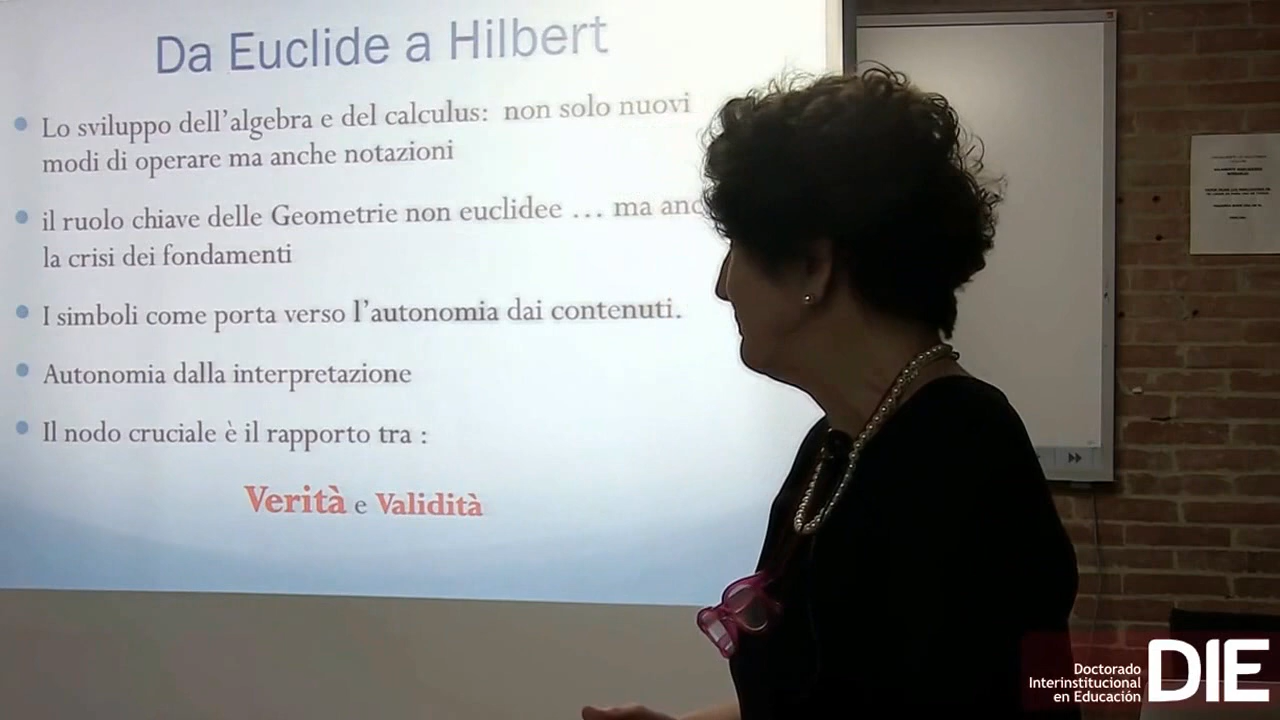 Da Euclide a Hilbert
Lo sviluppo dell'algebra e del calculus: non solo nuovi
modi di operare ma anche notazioni
il ruolo chiave delle Geometrie non euclidee … ma anc
la crisi dei fondamenti
I simboli come porta verso l'autonomia dai contenuti.
Autonomia dalla interpretazione
Il nodo cruciale è il rapporto tra :
Verità e Validità
Doctorado
Interinstitucional
en Educación
DIE